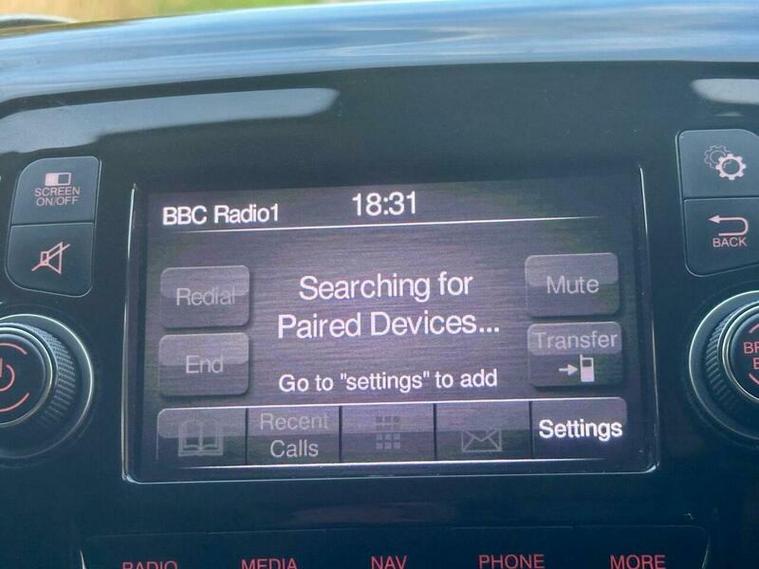 SCREEN
ON/OFF
BBC Radio1
18:31
BACK
Redial
Searching for
Paired Devices...
Mute
End
Go to "settings" to add
Transfer
Recent
Calls
Settings
RADIO
MEDIA
NAV
PHONE
MORE